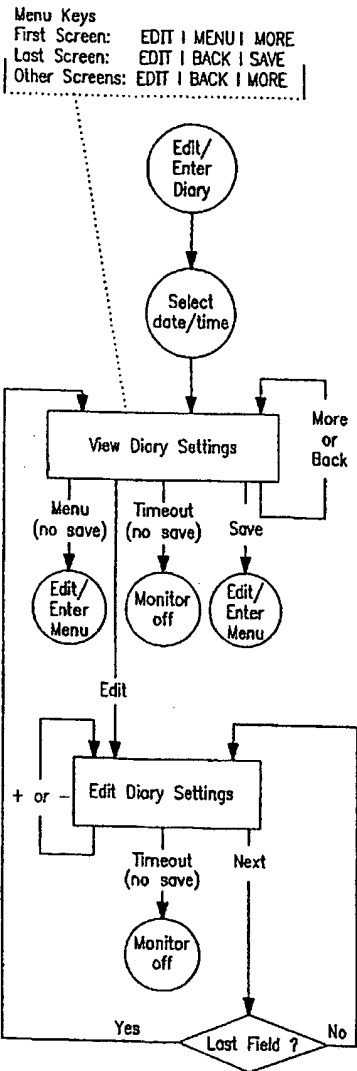 Menu Keys
First Screen: EDIT | MENU | MORE
Last Screen: EDIT | BACK | SAVE
Other Screens: EDIT | BACK | MORE
Edit/
Enter
Diary
Select
date/time
View Diary Settings
More
or
Back
Menu
(no save)
Timeout
(no save)
Save
Edit/
Enter
Menu
Monitor
off
Edit/
Enter
Menu
Edit
+ or -
Edit Diary Settings
Timeout
(no save)
Next
Monitor
off
Yes
Last Field ?
No